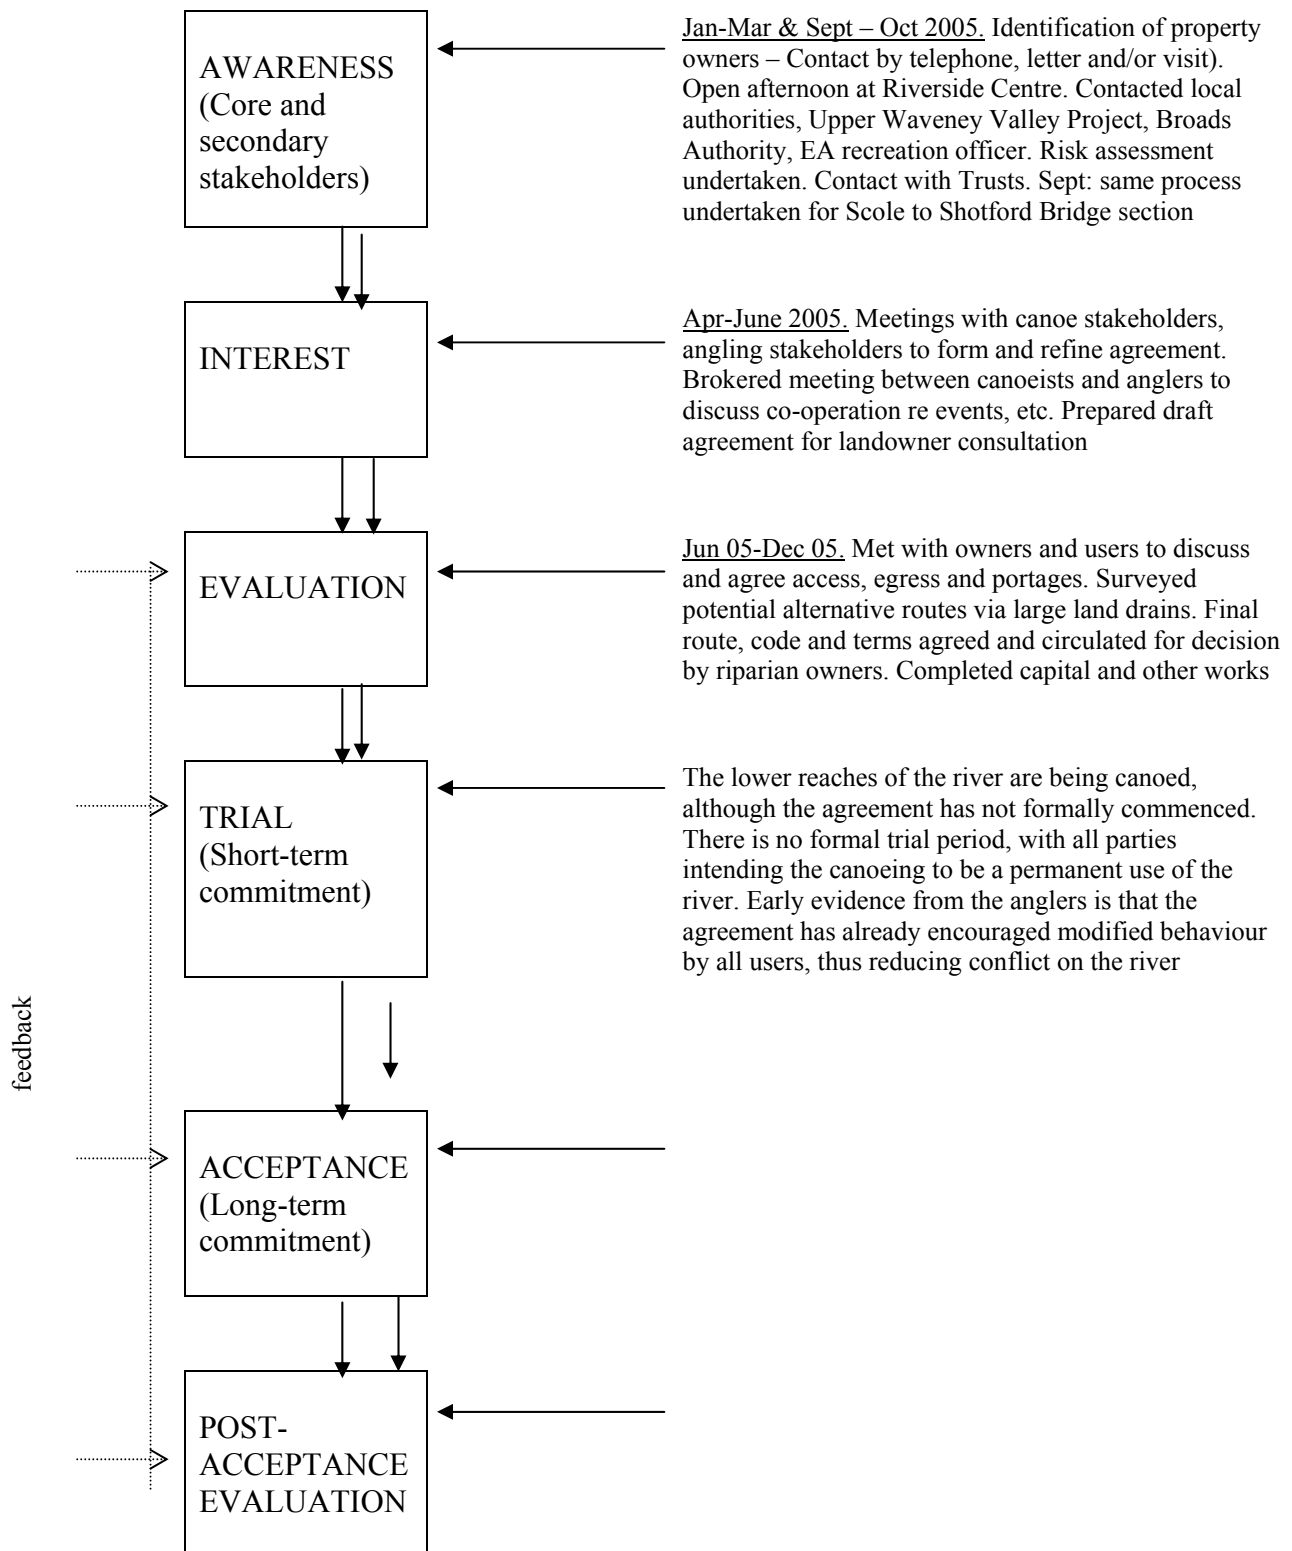 AWARENESS
(Core and
secondary
stakeholders)
Jan-Mar & Sept – Oct 2005. Identification of property
owners – Contact by telephone, letter and/or visit).
Open afternoon at Riverside Centre. Contacted local
authorities, Upper Waveney Valley Project, Broads
Authority, EA recreation officer. Risk assessment
undertaken. Contact with Trusts. Sept: same process
undertaken for Scole to Shotford Bridge section
INTEREST
Apr-June 2005. Meetings with canoe stakeholders,
angling stakeholders to form and refine agreement.
Brokered meeting between canoeists and anglers to
discuss co-operation re events, etc. Prepared draft
agreement for landowner consultation
EVALUATION
Jun 05-Dec 05. Met with owners and users to discuss
and agree access, egress and portages. Surveyed
potential alternative routes via large land drains. Final
route, code and terms agreed and circulated for decision
by riparian owners. Completed capital and other works
TRIAL
(Short-term
commitment)
The lower reaches of the river are being canoed,
although the agreement has not formally commenced.
There is no formal trial period, with all parties
intending the canoeing to be a permanent use of the
river. Early evidence from the anglers is that the
agreement has already encouraged modified behaviour
by all users, thus reducing conflict on the river
feedback
ACCEPTANCE
(Long-term
commitment)
POST-
ACCEPTANCE
EVALUATION